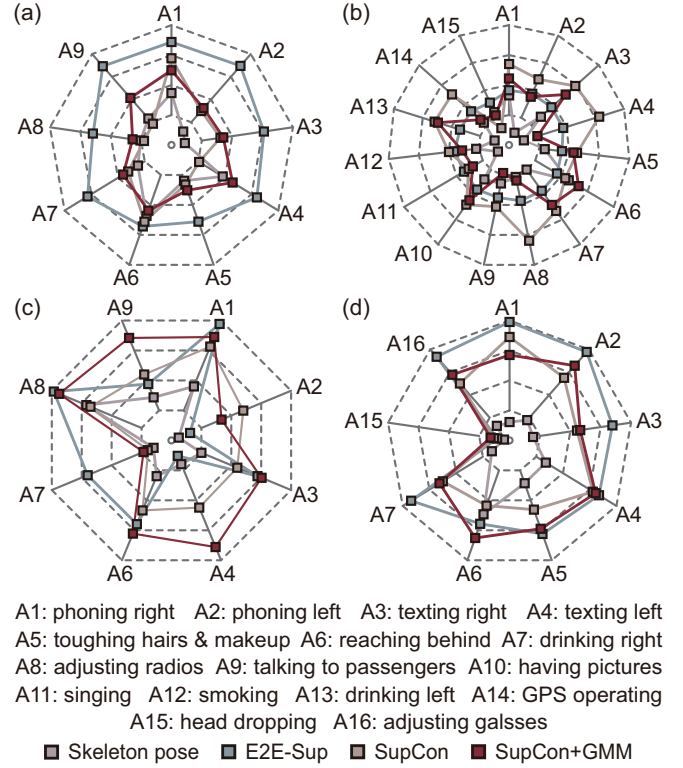 (a)
A1
A2
A3
A4
A5
A6
A7
A8
A9
(b)
A1
A2
A3
A4
A5
A6
A7
A8
A9
A10
A11
A12
A13
A14
A15
(c)
A9
A1
A2
A3
A4
A6
A7
A8
(d)
A1
A2
A3
A4
A5
A6
A7
A15
A16
A1: phoning right A2: phoning left A3: texting right A4: texting left
A5: toughing hairs & makeup A6: reaching behind A7: drinking right
A8: adjusting radios A9: talking to passengers A10: having pictures
A11: singing A12: smoking A13: drinking left A14: GPS operating
A15: head dropping A16: adjusting galsses
Skeleton pose E2E-Sup SupCon SupCon+GMM